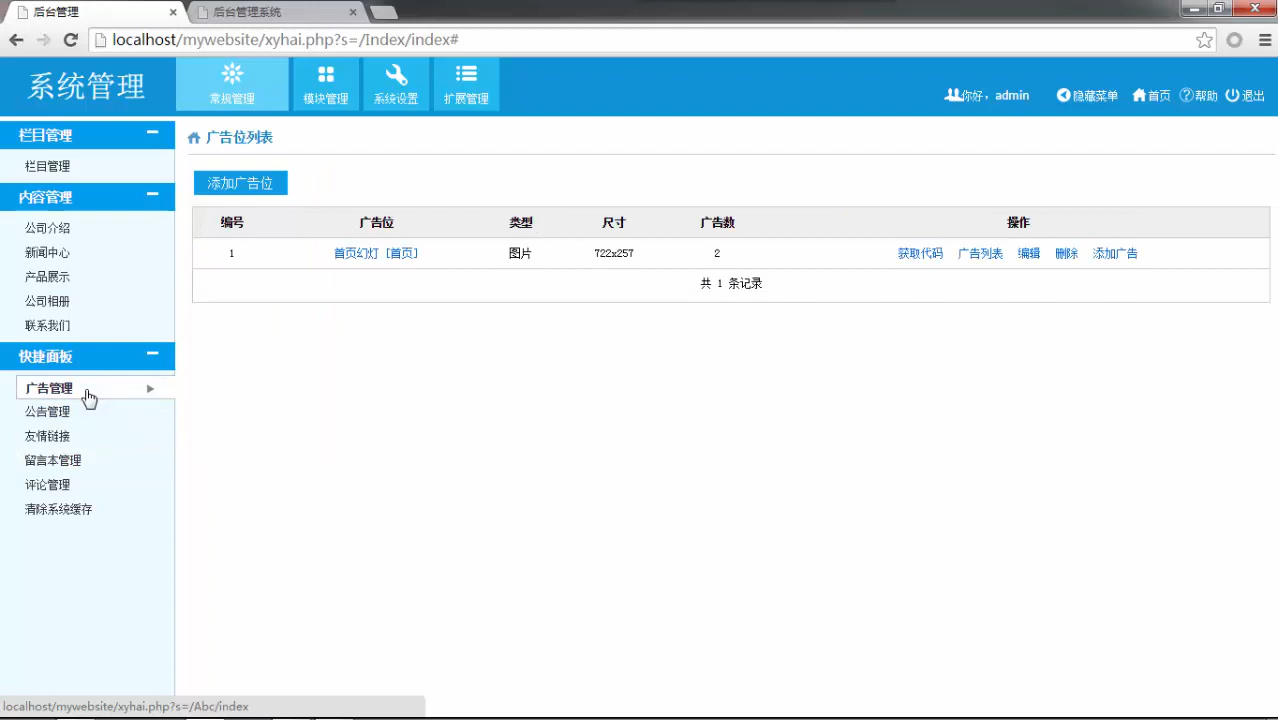 后台管理
后台管理系统
localhost/mywebsite/xyhai.php?s=/Index/index#
系统管理
常规管理
模块管理
系统设置
扩展管理
你好，admin
隐藏菜单
首页
帮助
退出
栏目管理
栏目管理
内容管理
公司介绍
新闻中心
产品展示
公司相册
联系我们
快捷面板
广告管理
公告管理
友情链接
留言本管理
评论管理
清除系统缓存
广告位列表
添加广告位
编号 广告位 类型 尺寸 广告数 操作
1 首页幻灯 [首页] 图片 722x257 2 获取代码 广告列表 编辑 删除 添加广告
共 1 条记录
localhost/mywebsite/xyhai.php?s=/Abc/index